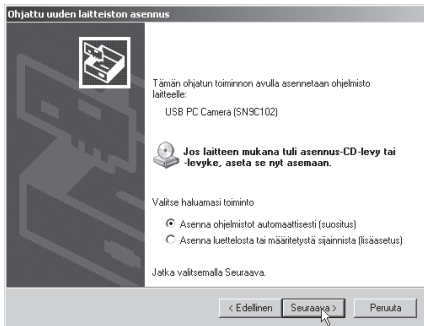 Ohjattu uuden laitteiston asennus
Tämän ohjatun toiminnon avulla asennetaan ohjelmisto
laitteelle:
USB PC Camera (SN9C102)
Jos laitteen mukana tuli asennus-CD-levy tai
-levyke, aseta se nyt asemaan.
Valitse haluamasi toiminto
Asenna ohjelmistot automaattisesti (suositus)
Asenna luettelosta tai määritetystä sijainnista (lisäasetus)
Jatka valitsemalla Seuraava.
< Edellinen
Seuraava >
Peruuta